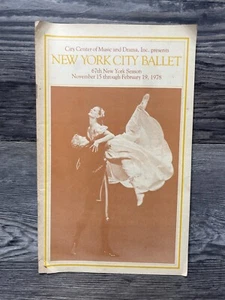 City Center of Music and Drama, Inc. presents
NEW YORK CITY BALLET
67th New York Season
November 15 through February 19, 1978